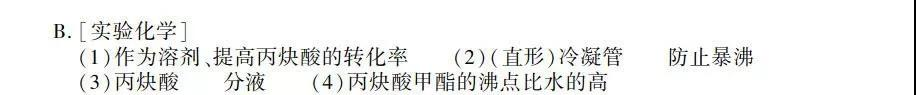 B.[实验化学]
(1)作为溶剂、提高丙炔酸的转化率 (2)(直形)冷凝管 防止暴沸
(3)丙炔酸 分液 (4)丙炔酸甲酯的沸点比水的高